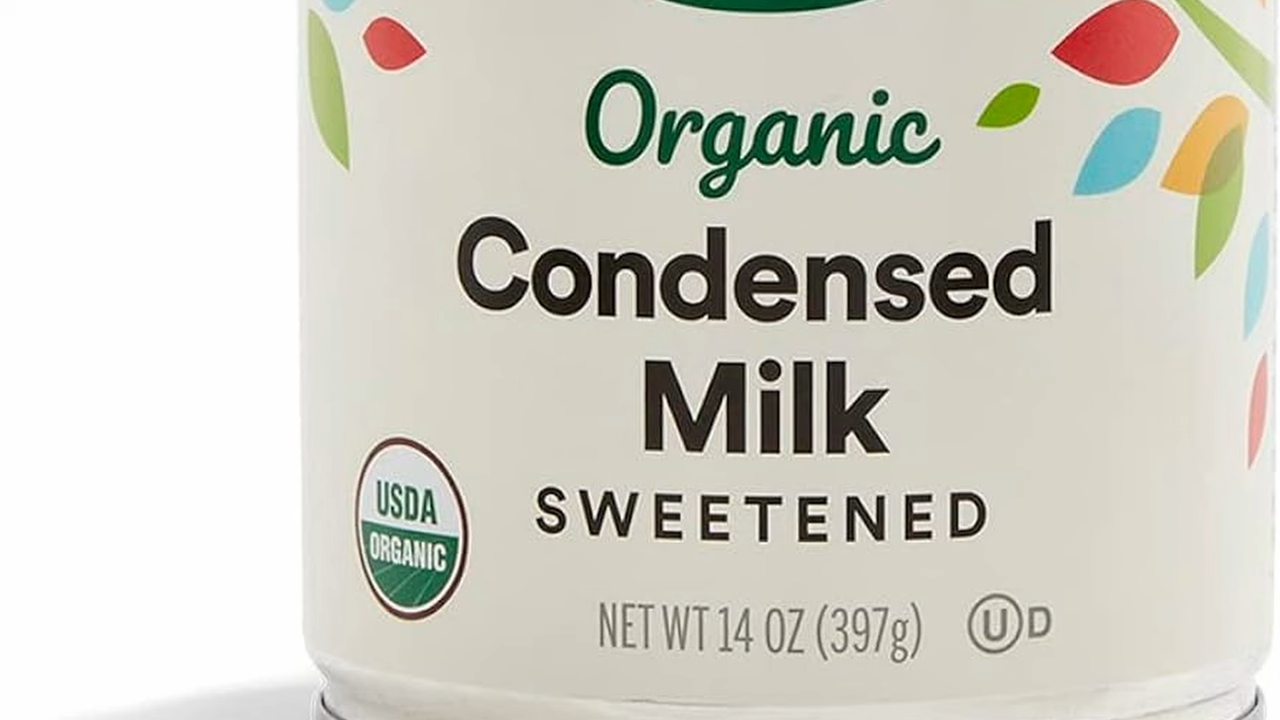 Organic
Condensed
Milk
SWEETENED
USDA
ORGANIC
NET WT 14 OZ (397g) U D